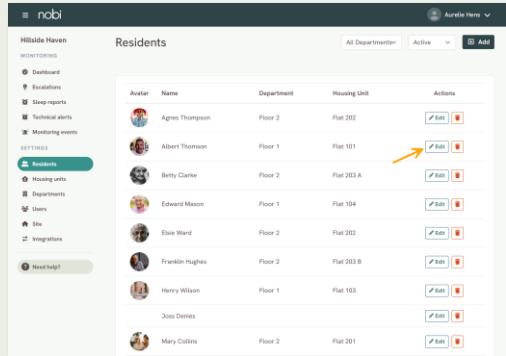 nobi
Aurelie Hens
Hillside Haven
MONITORING
Dashboard
Escalations
Sleep reports
Technical alerts
Monitoring events
SETTINGS
Residents
Housing units
Departments
Users
Site
Integrations
Need help?
Residents
All Departments
Active
Add
Avatar Name Department Housing Unit Actions
Agnes Thompson Floor 2 Flat 202 Edit
Albert Thomson Floor 1 Flat 101 Edit
Betty Clarke Floor 2 Flat 203 A Edit
Edward Mason Floor 1 Flat 104 Edit
Elsie Ward Floor 2 Flat 202 Edit
Franklin Hughes Floor 2 Flat 203 B Edit
Henry Wilson Floor 1 Flat 103 Edit
Joss Denies Edit
Mary Collins Floor 2 Flat 201 Edit